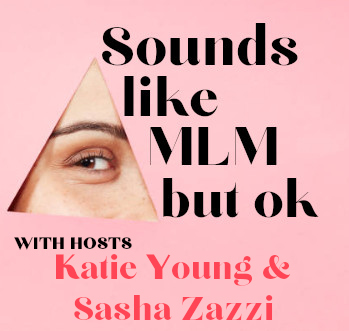 Sounds
like
MLM
but ok
WITH HOSTS
Katie Young &
Sasha Zazzi